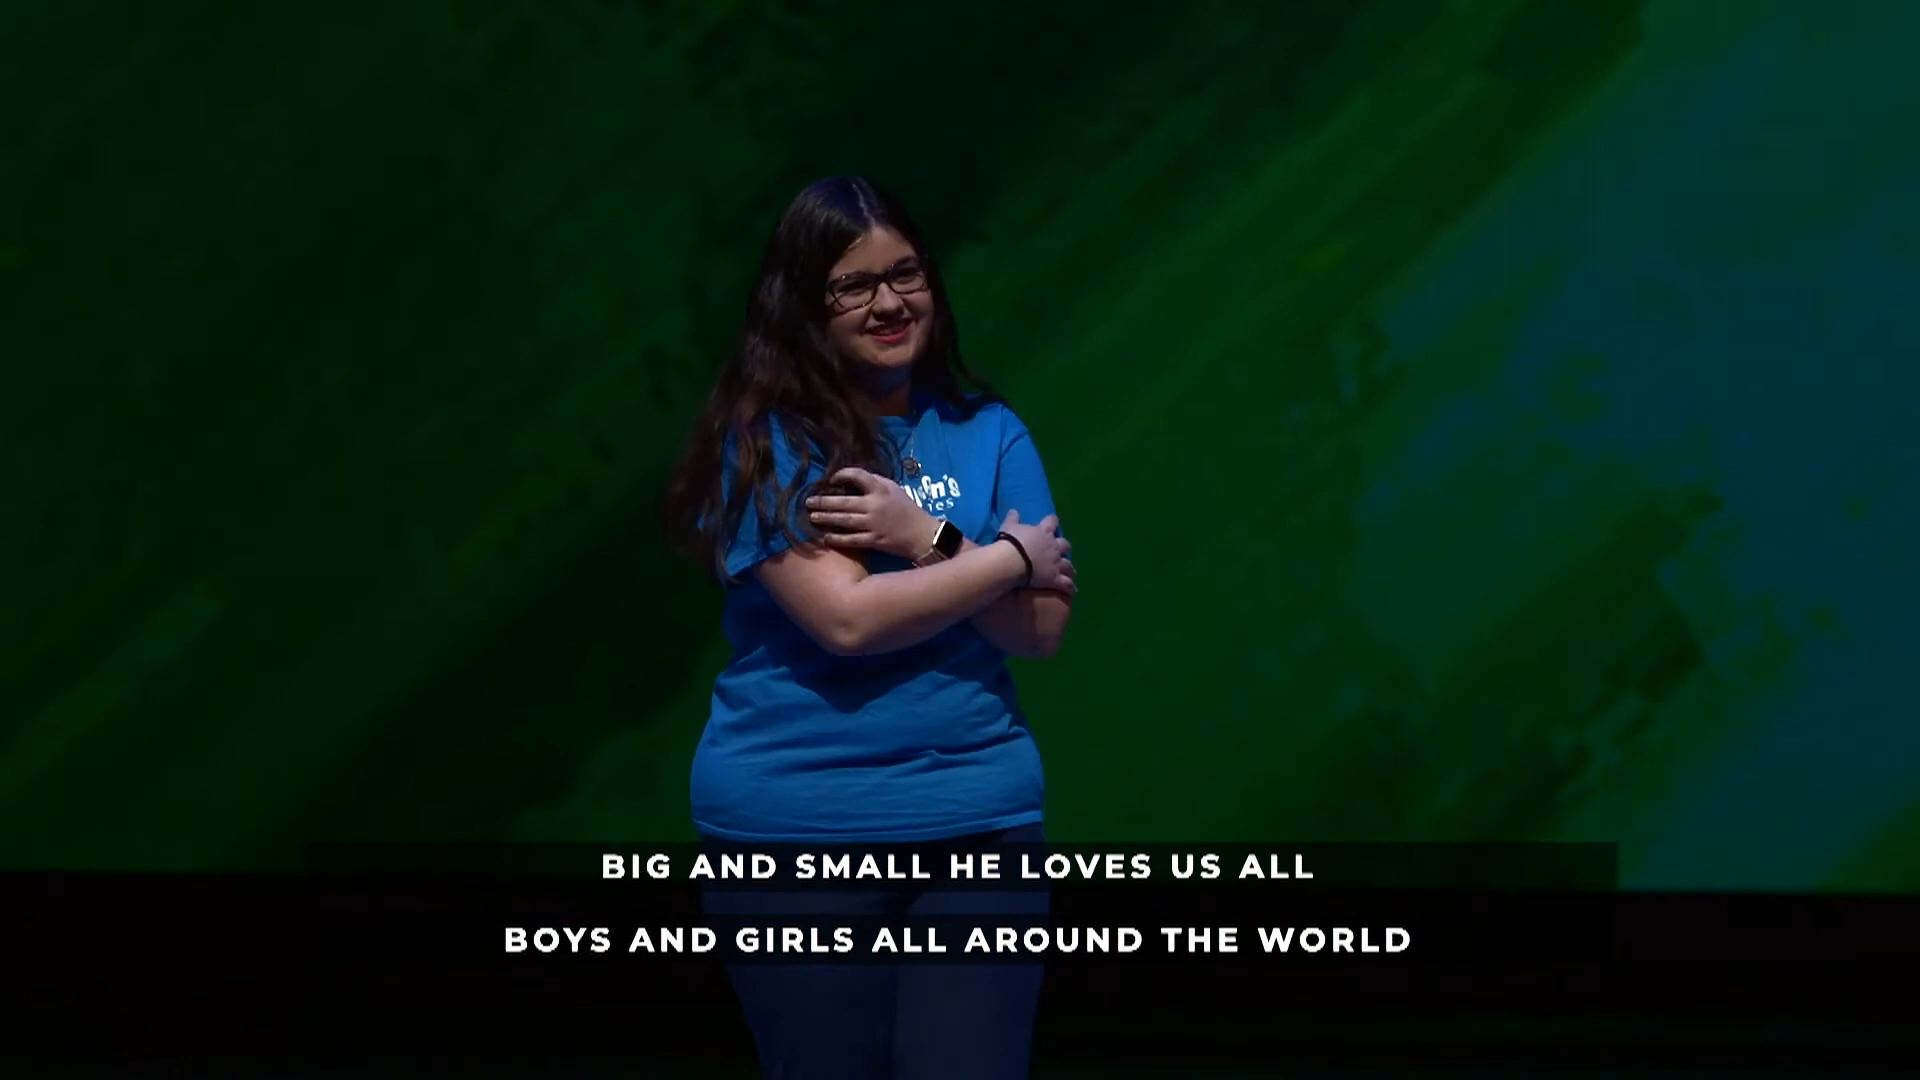 BIG AND SMALL HE LOVES US ALL
BOYS AND GIRLS ALL AROUND THE WORLD